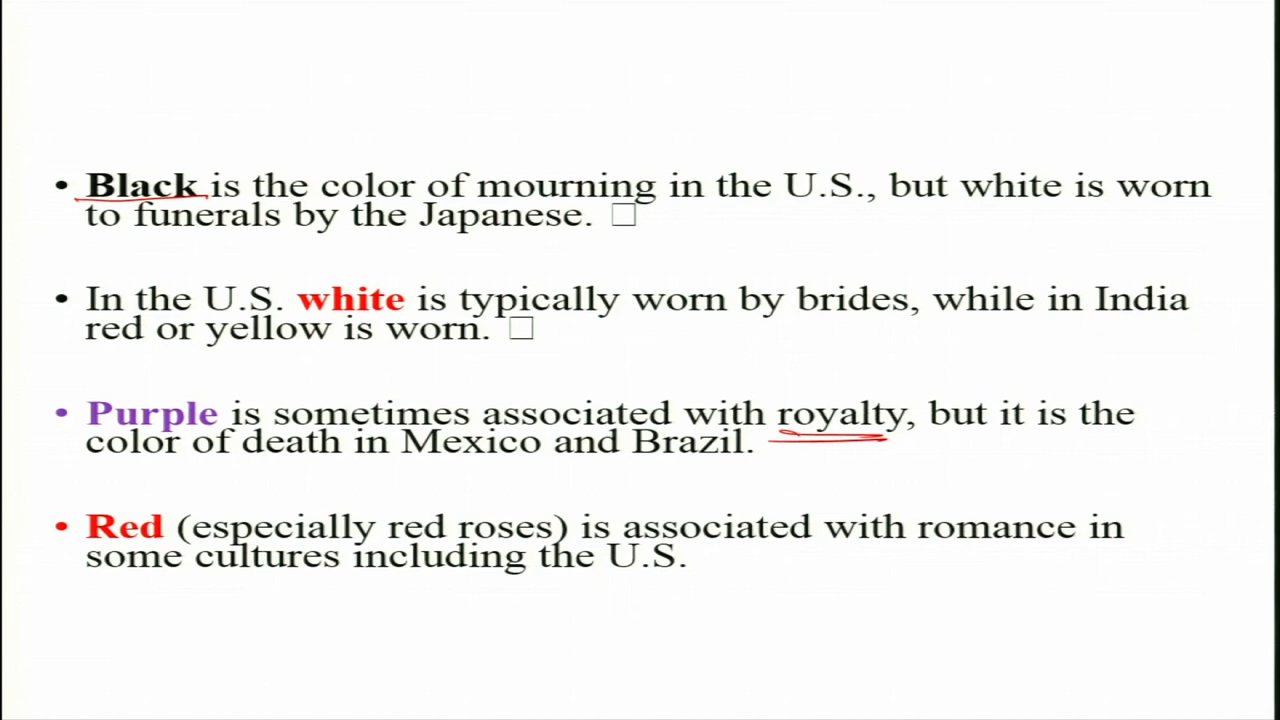 • Black is the color of mourning in the U.S., but white is worn
to funerals by the Japanese. □
• In the U.S. white is typically worn by brides, while in India
red or yellow is worn. □
• Purple is sometimes associated with royalty, but it is the
color of death in Mexico and Brazil.
• Red (especially red roses) is associated with romance in
some cultures including the U.S.